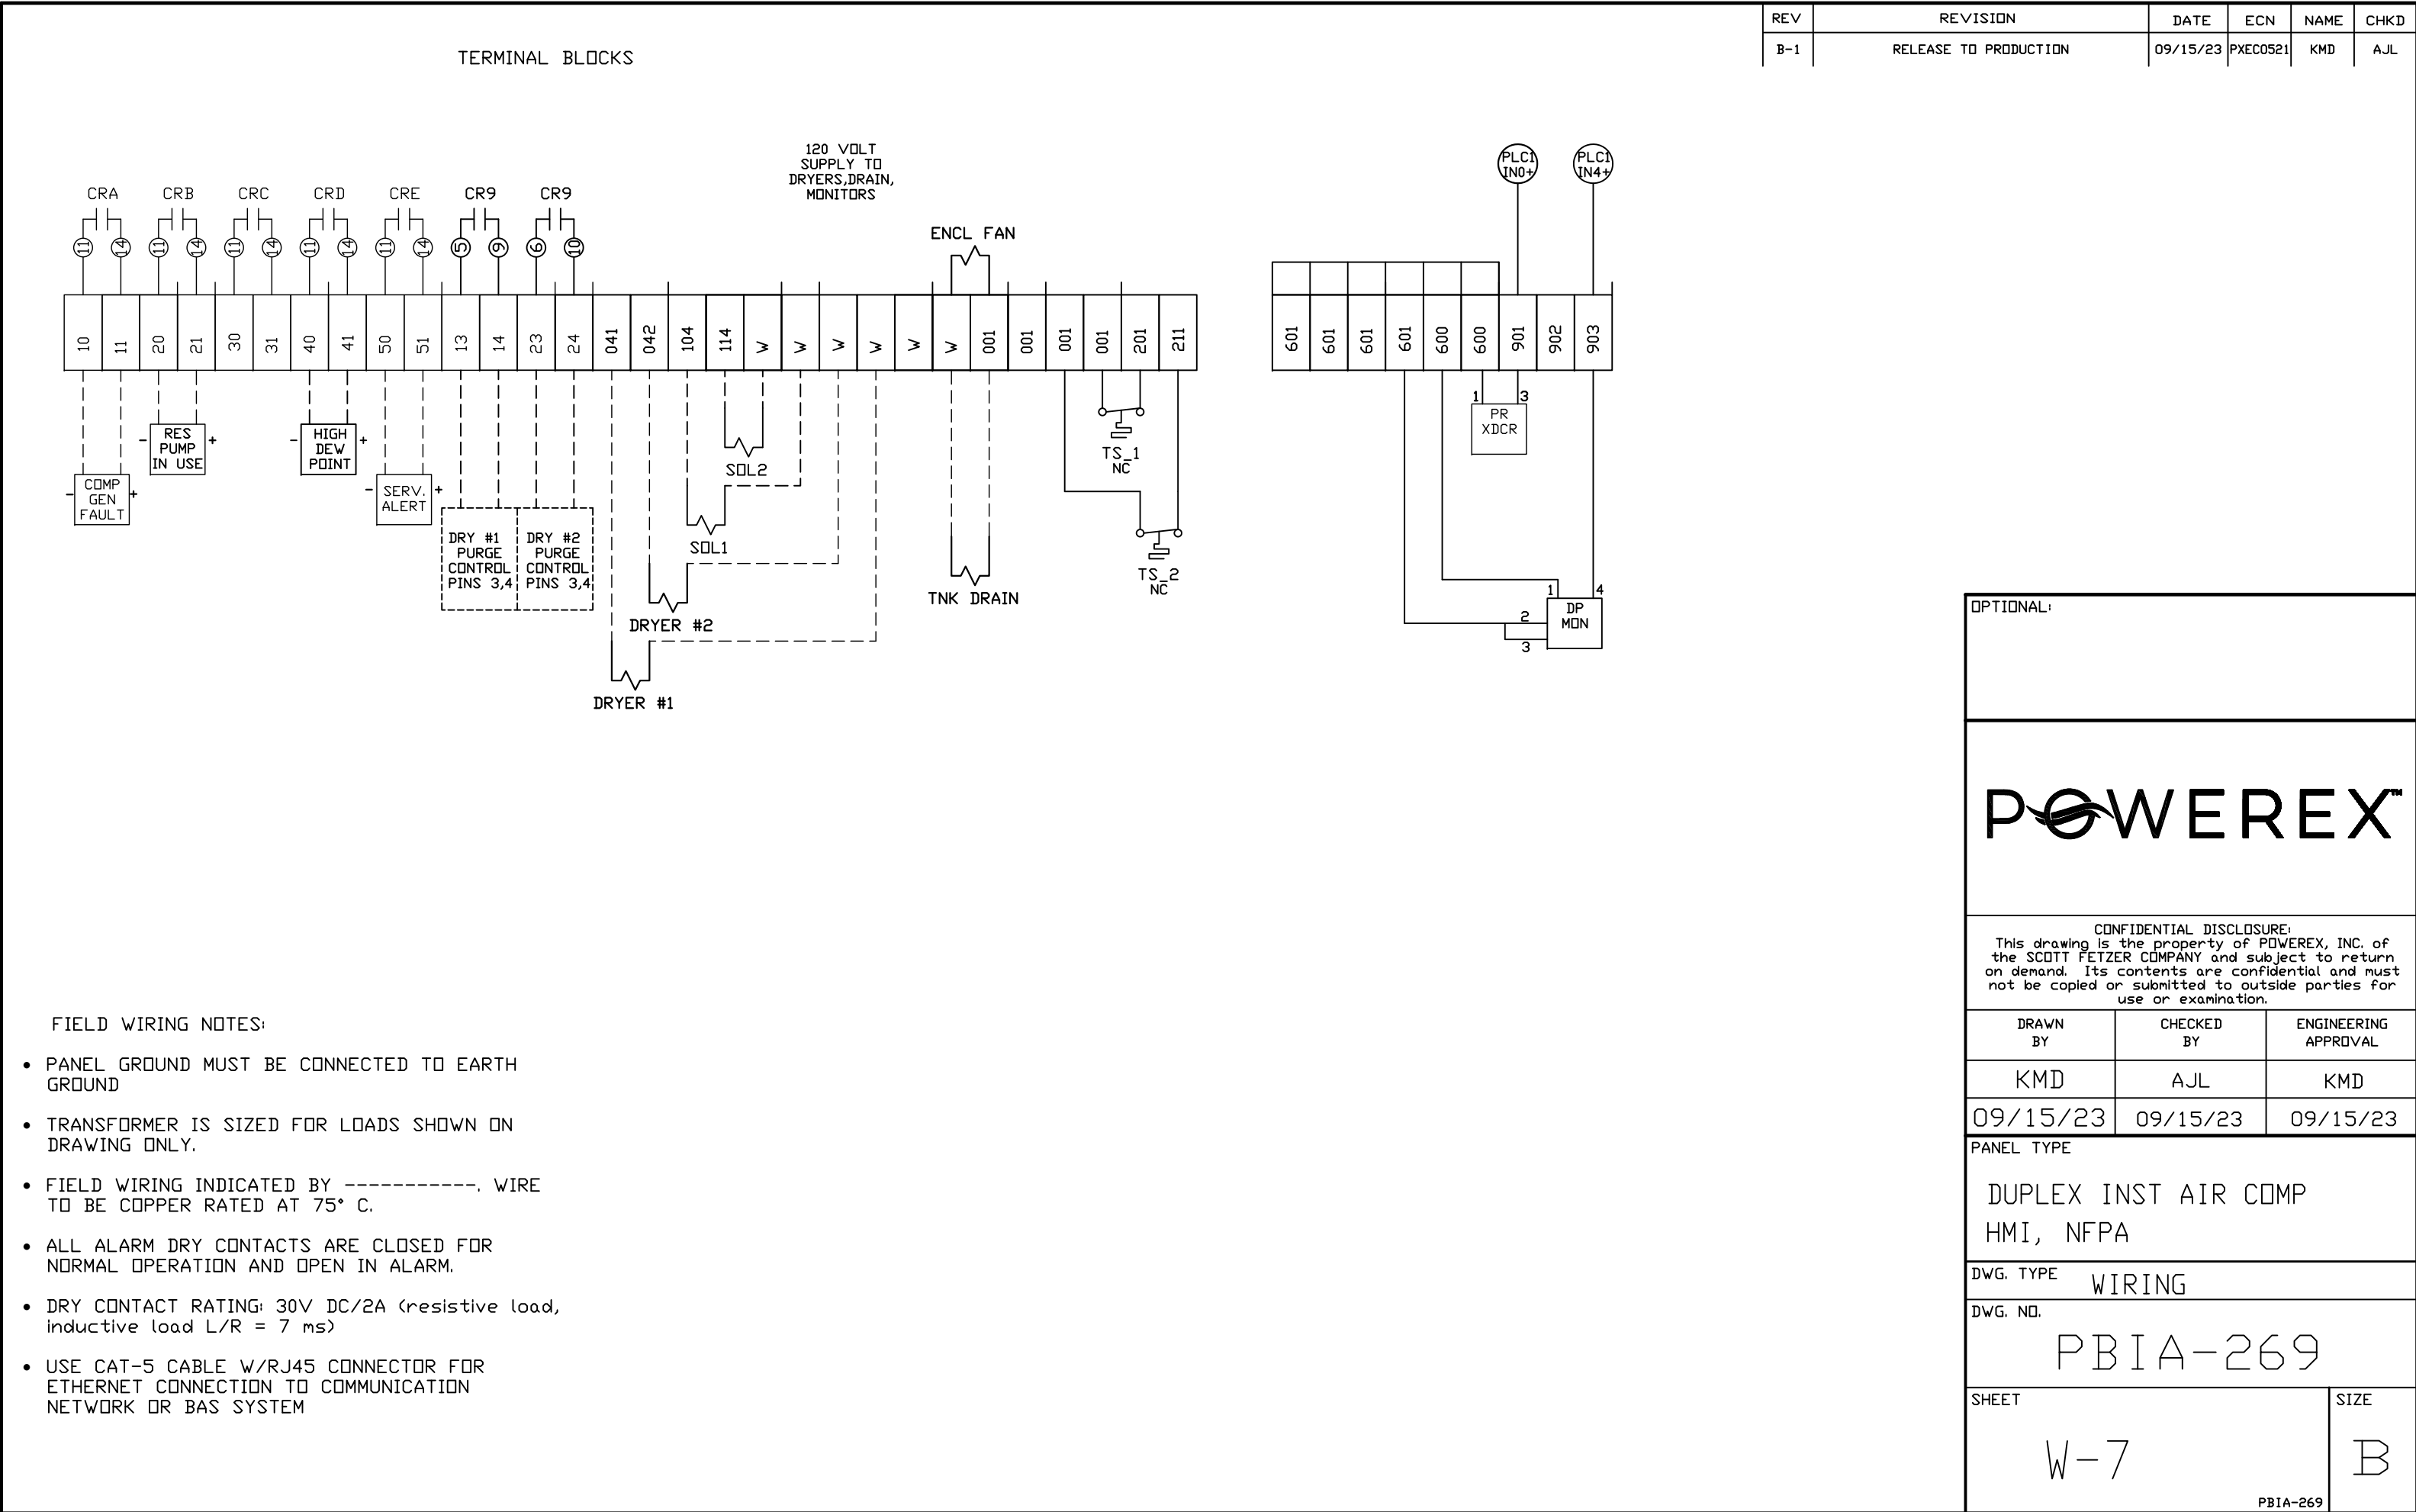 REV REVISION DATE ECN NAME CHKD
B-1 RELEASE TO PRODUCTION 09/15/23 PXEC0521 KMD AJL
TERMINAL BLOCKS
120 VOLT
SUPPLY TO
DRYERS,DRAIN,
MONITORS
PLC1
IN0+
PLC1
IN4+
CRA CRB CRC CRD CRE CR9 CR9
ENCL FAN
11 14 11 14 11 14 11 14 11 14 5 9 6 10
10 11 20 21 30 31 40 41 50 51 13 14 23 24 041 042 104 114 W W W W W W 001 001 001 001 201 211
601 601 601 601 600 600 901 902 903
1 3
PR
XDCR
- RES +
PUMP
IN USE
- HIGH +
DEW
POINT
TS_1
NC
SOL2
- COMP +
GEN
FAULT
- SERV. +
ALERT
SOL1
DRY #1
PURGE
CONTROL
PINS 3,4
DRY #2
PURGE
CONTROL
PINS 3,4
TS_2
NC
TNK DRAIN
DRYER #2
DRYER #1
1 4
2
3
DP
MON
OPTIONAL:
POWEREX™
CONFIDENTIAL DISCLOSURE:
This drawing is the property of POWEREX, INC. of
the SCOTT FETZER COMPANY and subject to return
on demand. Its contents are confidential and must
not be copied or submitted to outside parties for
use or examination.
DRAWN
BY
CHECKED
BY
ENGINEERING
APPROVAL
KMD AJL KMD
09/15/23 09/15/23 09/15/23
PANEL TYPE
DUPLEX INST AIR COMP
HMI, NFPA
DWG. TYPE WIRING
DWG. NO.
PBIA-269
SHEET
W-7
SIZE
B
PBIA-269
FIELD WIRING NOTES:
• PANEL GROUND MUST BE CONNECTED TO EARTH
GROUND
• TRANSFORMER IS SIZED FOR LOADS SHOWN ON
DRAWING ONLY.
• FIELD WIRING INDICATED BY -----------. WIRE
TO BE COPPER RATED AT 75° C.
• ALL ALARM DRY CONTACTS ARE CLOSED FOR
NORMAL OPERATION AND OPEN IN ALARM.
• DRY CONTACT RATING: 30V DC/2A (resistive load,
inductive load L/R = 7 ms)
• USE CAT-5 CABLE W/RJ45 CONNECTOR FOR
ETHERNET CONNECTION TO COMMUNICATION
NETWORK OR BAS SYSTEM